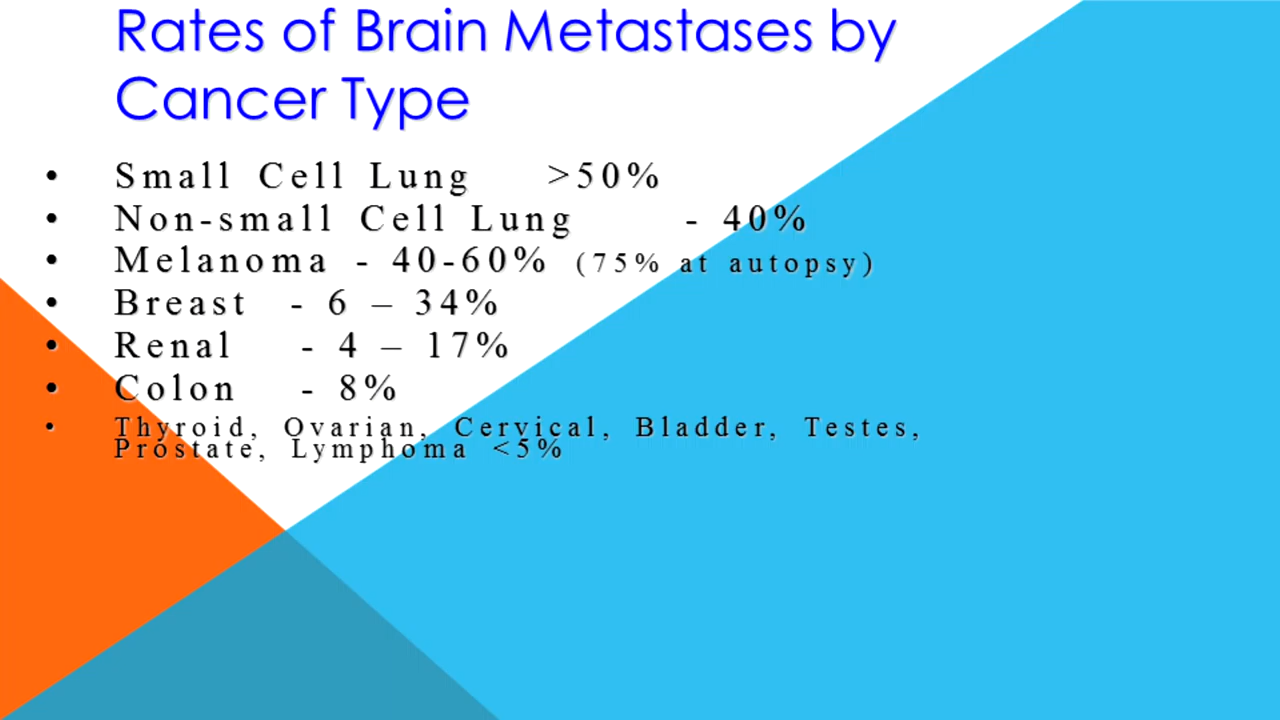 Rates of Brain Metastases by
Cancer Type
• Small Cell Lung >50%
• Non-small Cell Lung - 40%
• Melanoma - 40-60% (75% at autopsy)
• Breast - 6 – 34%
• Renal - 4 – 17%
• Colon - 8%
• Thyroid, Ovarian, Cervical, Bladder, Testes,
Prostate, Lymphoma <5%